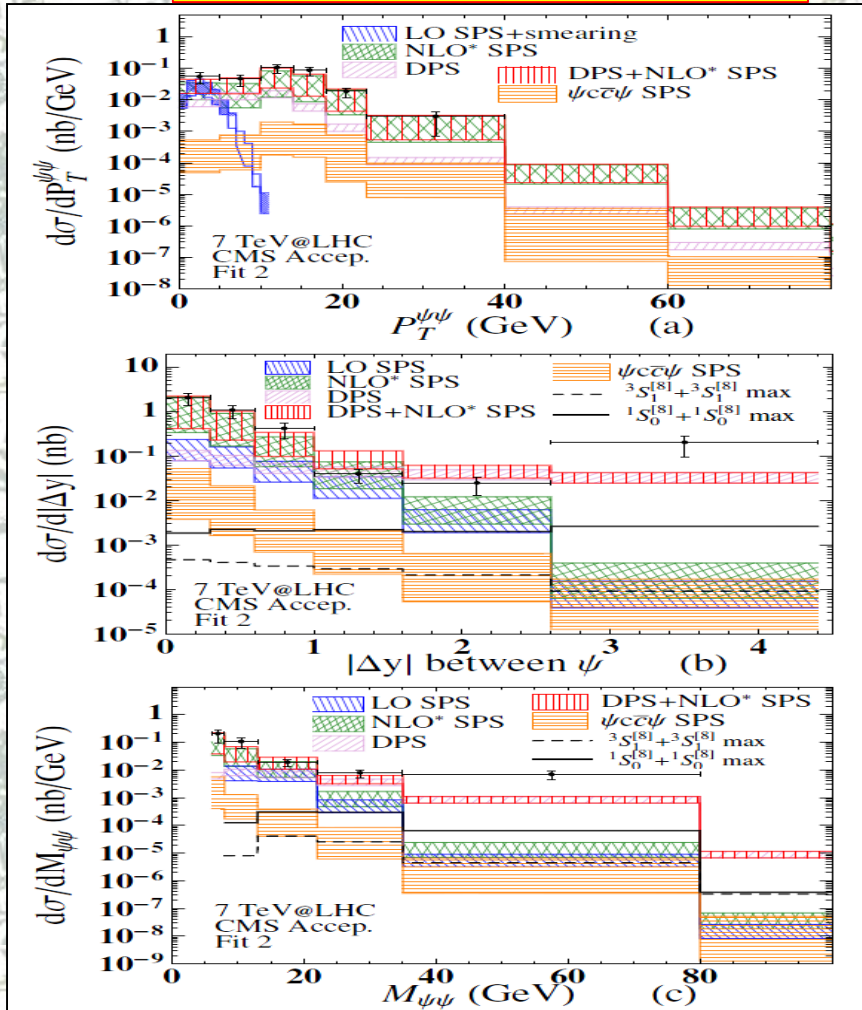 LO SPS+smearing
NLO* SPS
DPS
DPS+NLO* SPS
ψcc̄ψ SPS
1
10⁻¹
10⁻²
10⁻³
10⁻⁴
10⁻⁵
10⁻⁶
10⁻⁷
10⁻⁸
dσ/dP_T^ψψ (nb/GeV)
7 TeV@LHC
CMS Accep.
Fit 2
0 20 40 60
P_T^ψψ (GeV) (a)
LO SPS
NLO* SPS
DPS
DPS+NLO* SPS
ψcc̄ψ SPS
³S₁^[8]+³S₁^[8] max
¹S₀^[8]+¹S₀^[8] max
10
1
10⁻¹
10⁻²
10⁻³
10⁻⁴
10⁻⁵
dσ/d|Δy| (nb)
7 TeV@LHC
CMS Accep.
Fit 2
0 1 2 3 4
|Δy| between ψ (b)
LO SPS
NLO* SPS
DPS
DPS+NLO* SPS
ψcc̄ψ SPS
³S₁^[8]+³S₁^[8] max
¹S₀^[8]+¹S₀^[8] max
1
10⁻¹
10⁻²
10⁻³
10⁻⁴
10⁻⁵
10⁻⁶
10⁻⁷
10⁻⁸
10⁻⁹
dσ/dM_ψψ (nb/GeV)
7 TeV@LHC
CMS Accep.
Fit 2
0 20 40 60 80
M_ψψ (GeV) (c)